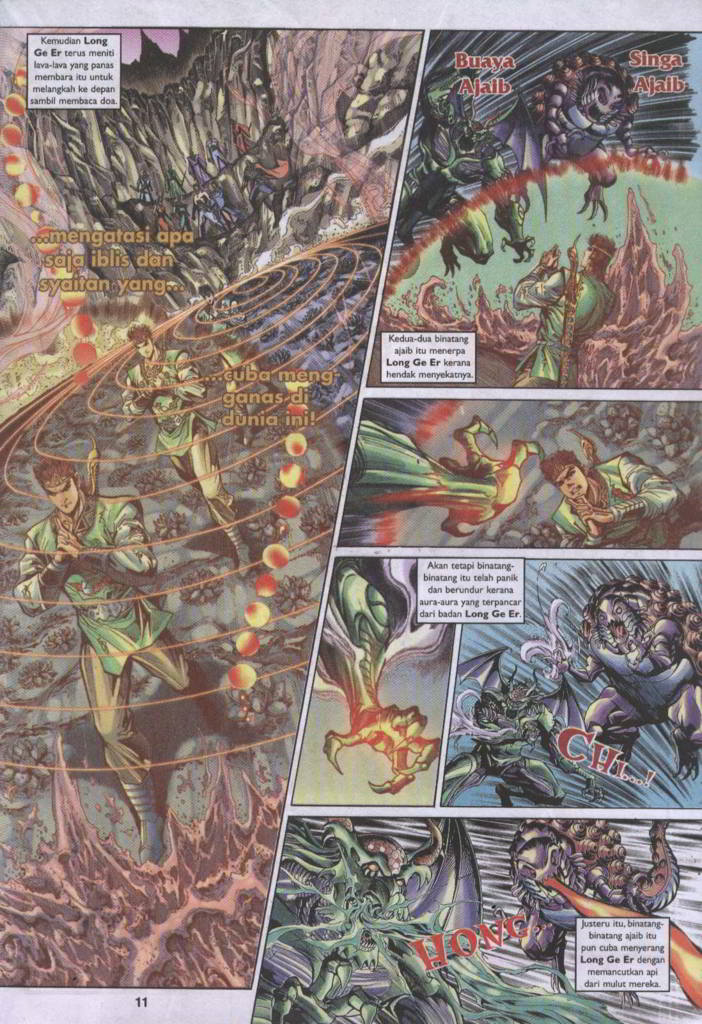 Kemudian Long
Ge Er terus meniti
lava-lava yang panas
membara itu untuk
melangkah ke depan
sambil membaca doa.
...mengatasi apa
saja iblis dan
syaitan yang...
...cuba meng-
ganas di
dunia ini!
Buaya
Ajaib
Singa
Ajaib
Kedua-dua binatang
ajaib itu menerpa
Long Ge Er kerana
hendak menyekatnya.
Akan tetapi binatang-
binatang itu telah panik
dan berundur kerana
aura-aura yang terpancar
dari badan Long Ge Er.
CHI...!
HONG
Justeru itu, binatang-
binatang ajaib itu
pun cuba menyerang
Long Ge Er dengan
memancutkan api
dari mulut mereka.
11